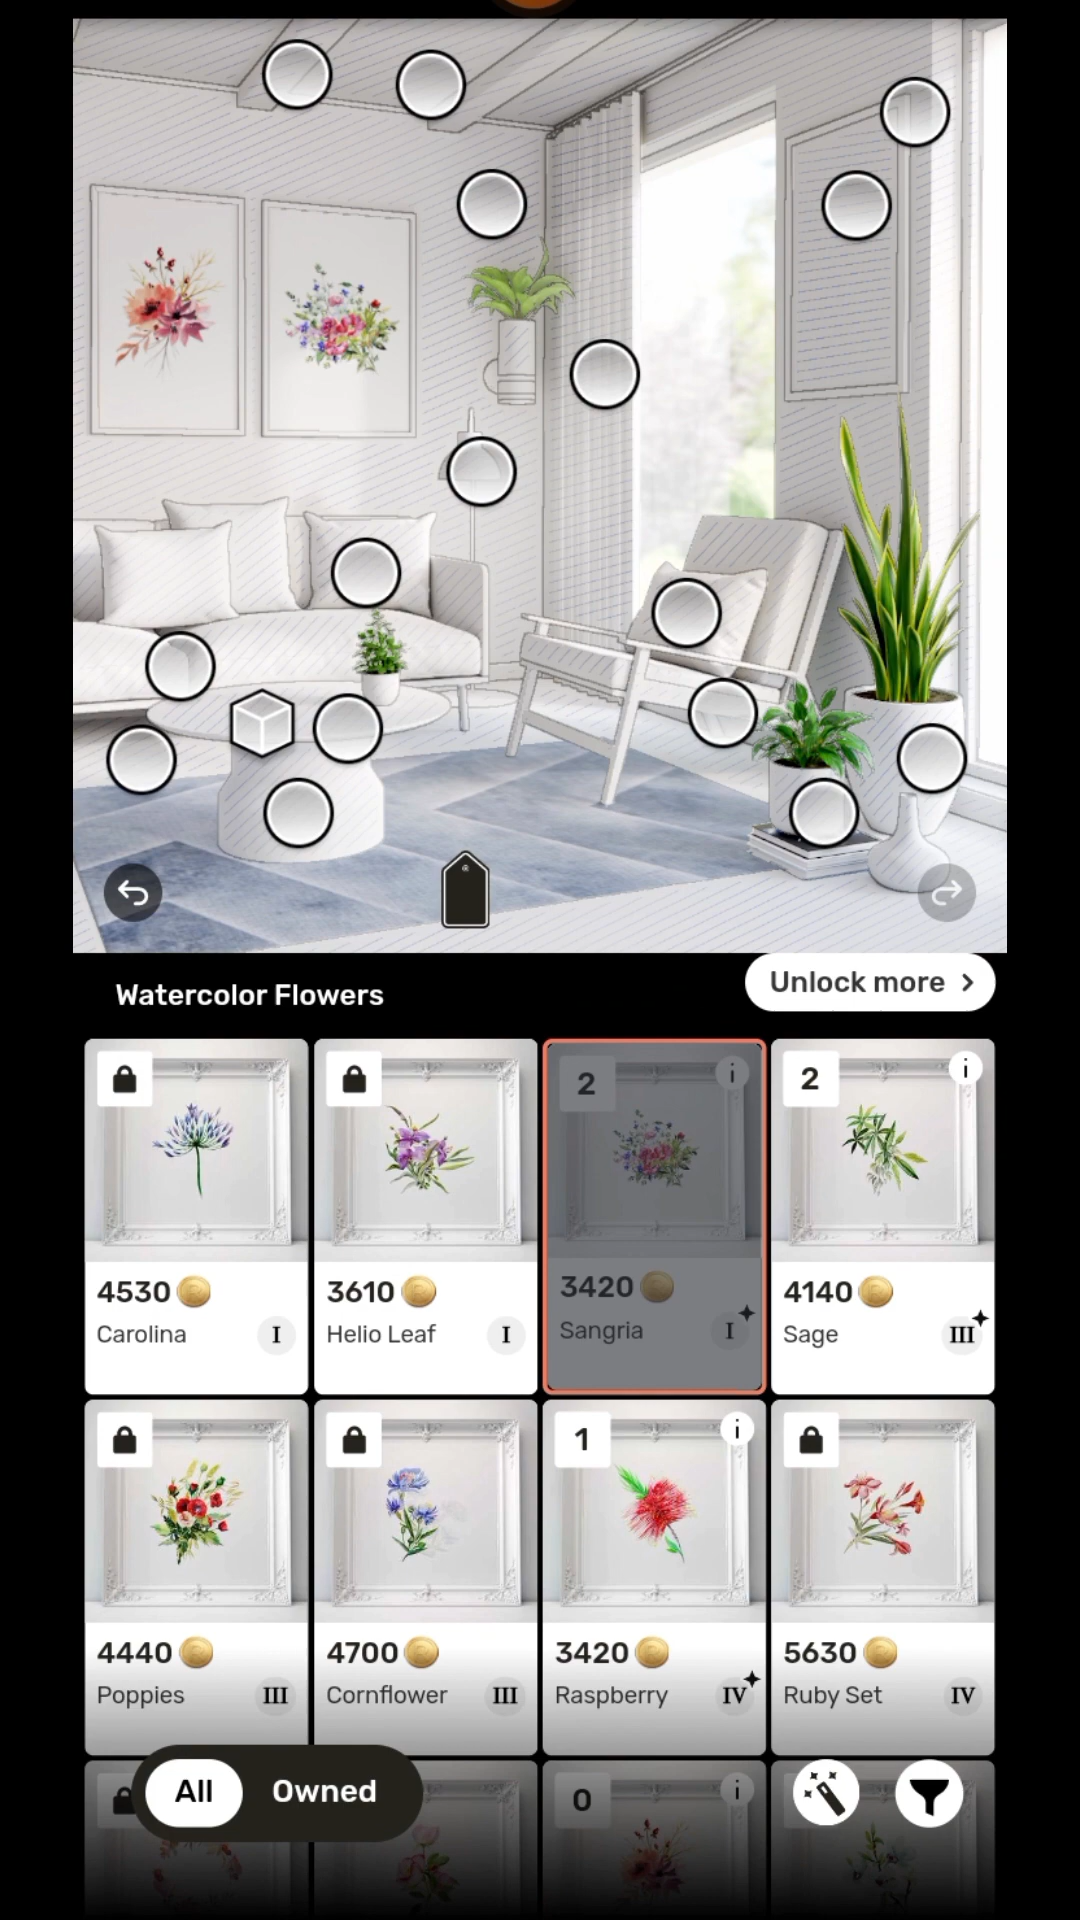 Watercolor Flowers
Unlock more
2
2
4530
3610
3420
4140
Carolina
I
Helio Leaf
I
Sangria
I
Sage
III
1
4440
4700
3420
5630
Poppies
III
Cornflower
III
Raspberry
IV
Ruby Set
IV
All
Owned
0